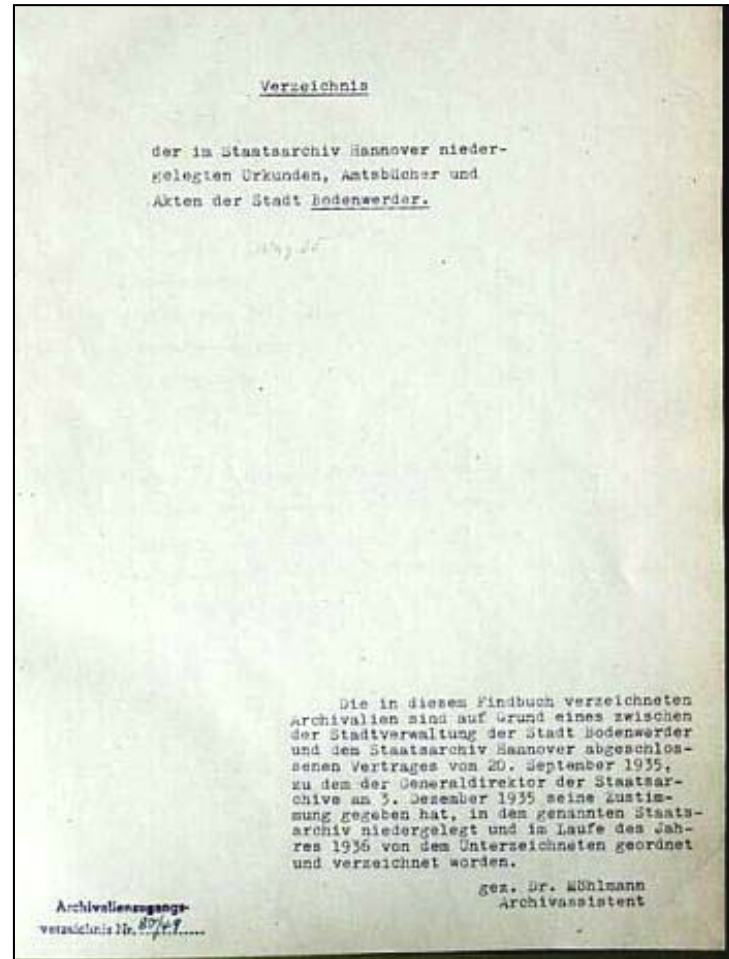 Verzeichnis
der im Staatsarchiv Hannover nieder-
gelegten Urkunden, Amtsbücher und
Akten der Stadt Bodenwerder.
Die in diesem Findbuch verzeichneten
Archivalien sind auf Grund eines zwischen
der Stadtverwaltung der Stadt Bodenwerder
und dem Staatsarchiv Hannover abgeschlos-
senen Vertrages vom 20. September 1935,
zu dem der Generaldirektor der Staatsar-
chive am 3. Dezember 1935 seine Zustim-
mung gegeben hat, in dem genannten Staats-
archiv niedergelegt und im Laufe des Jah-
res 1936 von dem Unterzeichneten geordnet
und verzeichnet worden.
gez. Dr. Möhlmann
Archivassistent
Archivalienzugangs-
verzeichnis Nr.